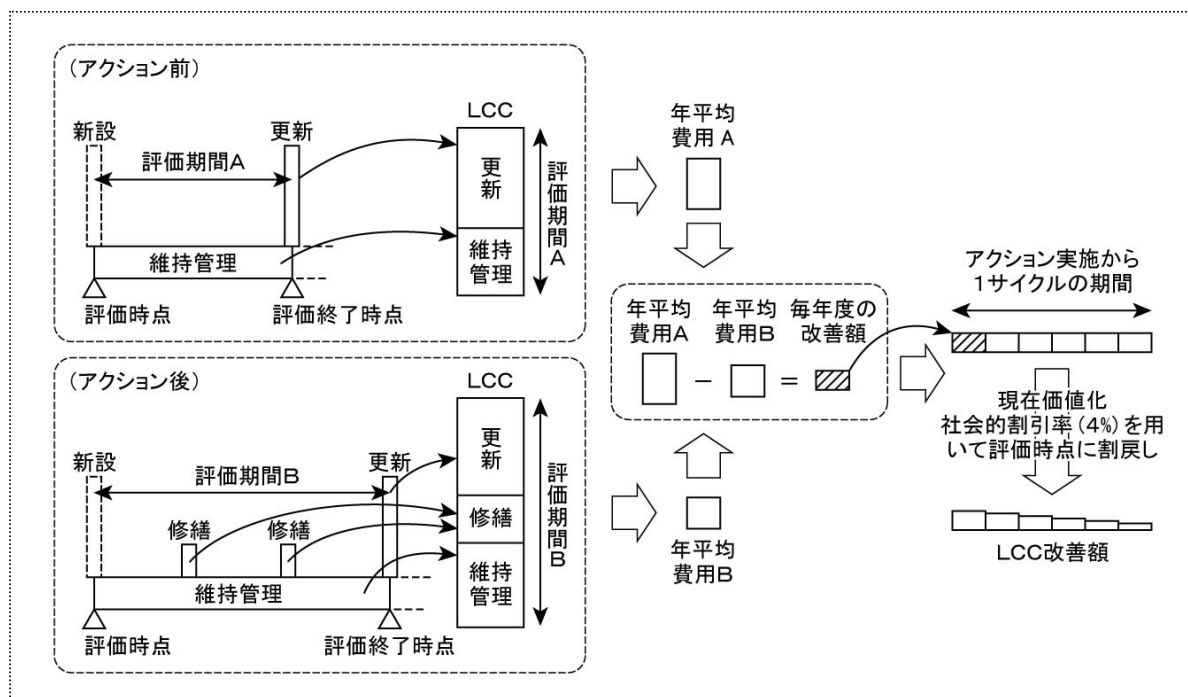 （アクション前）
新設
更新
LCC
評価期間A
更新
維持
管理
評価期間A
維持管理
評価時点
評価終了時点
（アクション後）
新設
更新
LCC
評価期間B
修繕
修繕
更新
修繕
維持
管理
評価期間B
維持管理
評価時点
評価終了時点
年平均
費用A
年平均
費用A
年平均
費用B
毎年度の
改善額
－
＝
年平均
費用B
アクション実施から
1サイクルの期間
現在価値化
社会的割引率（4%）を用
いて評価時点に割戻し
LCC改善額